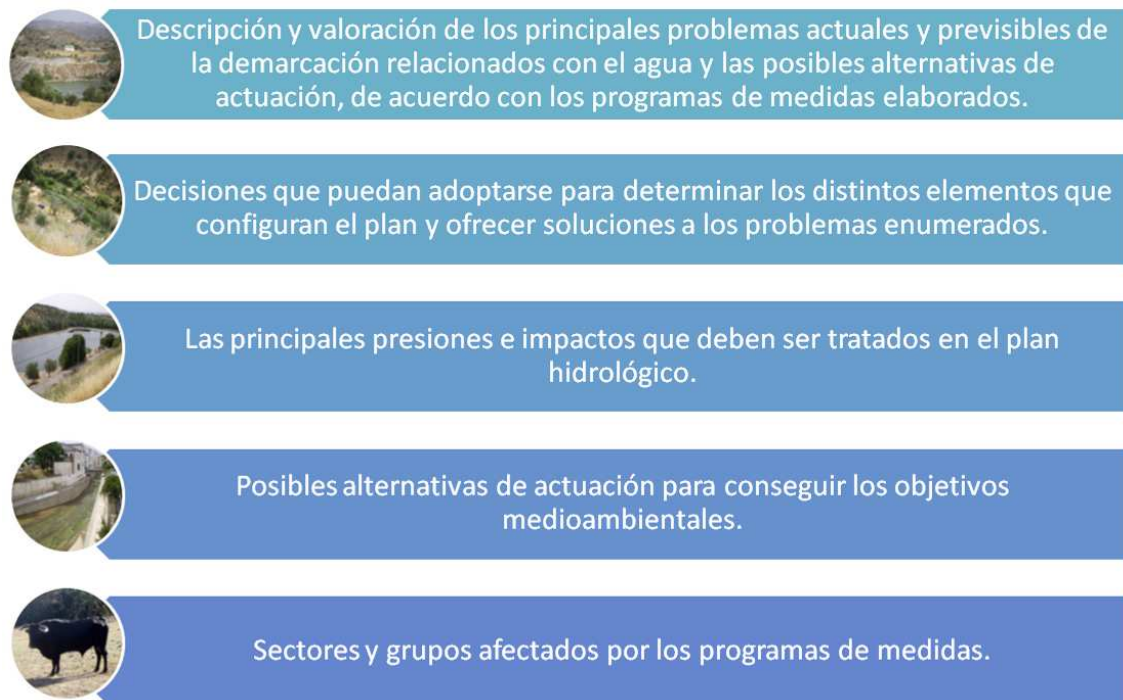 Descripción y valoración de los principales problemas actuales y previsibles de
la demarcación relacionados con el agua y las posibles alternativas de
actuación, de acuerdo con los programas de medidas elaborados.
Decisiones que puedan adoptarse para determinar los distintos elementos que
configuran el plan y ofrecer soluciones a los problemas enumerados.
Las principales presiones e impactos que deben ser tratados en el plan
hidrológico.
Posibles alternativas de actuación para conseguir los objetivos
medioambientales.
Sectores y grupos afectados por los programas de medidas.